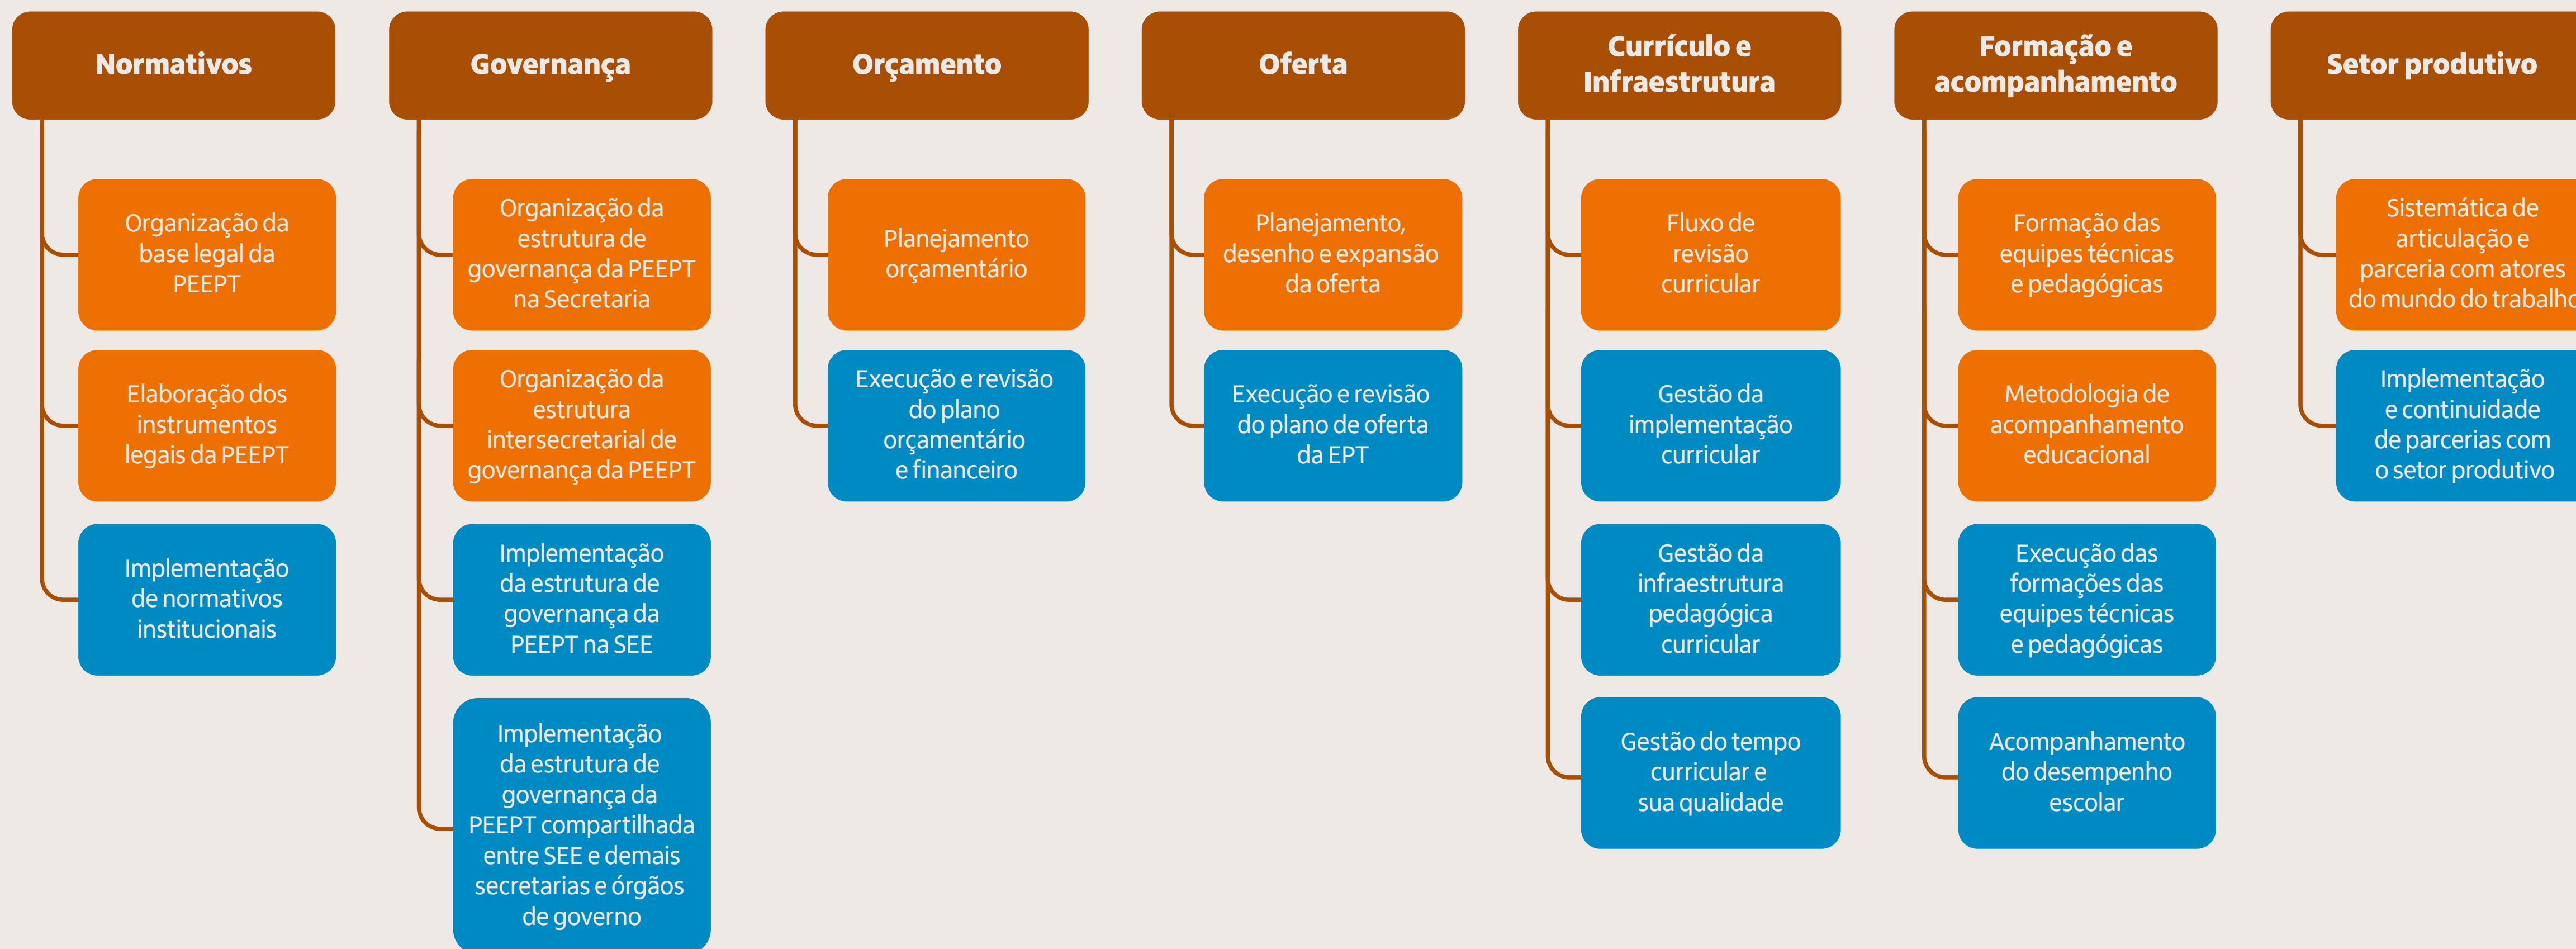 Normativos
Organização da
base legal da
PEEPT
Elaboração dos
instrumentos
legais da PEEPT
Implementação
de normativos
institucionais
Governança
Organização da
estrutura de
governança da PEEPT
na Secretaria
Organização da
estrutura
intersecretarial de
governança da PEEPT
Implementação
da estrutura de
governança da
PEEPT na SEE
Implementação
da estrutura de
governança da
PEEPT compartilhada
entre SEE e demais
secretarias e órgãos
de governo
Orçamento
Planejamento
orçamentário
Execução e revisão
do plano
orçamentário
e financeiro
Oferta
Planejamento,
desenho e expansão
da oferta
Execução e revisão
do plano de oferta
da EPT
Currículo e
Infraestrutura
Fluxo de
revisão
curricular
Gestão da
implementação
curricular
Gestão da
infraestrutura
pedagógica
curricular
Gestão do tempo
curricular e
sua qualidade
Formação e
acompanhamento
Formação das
equipes técnicas
e pedagógicas
Metodologia de
acompanhamento
educacional
Execução das
formações das
equipes técnicas
e pedagógicas
Acompanhamento
do desempenho
escolar
Setor produtivo
Sistemática de
articulação e
parceria com atores
do mundo do trabalho
Implementação
e continuidade
de parcerias com
o setor produtivo